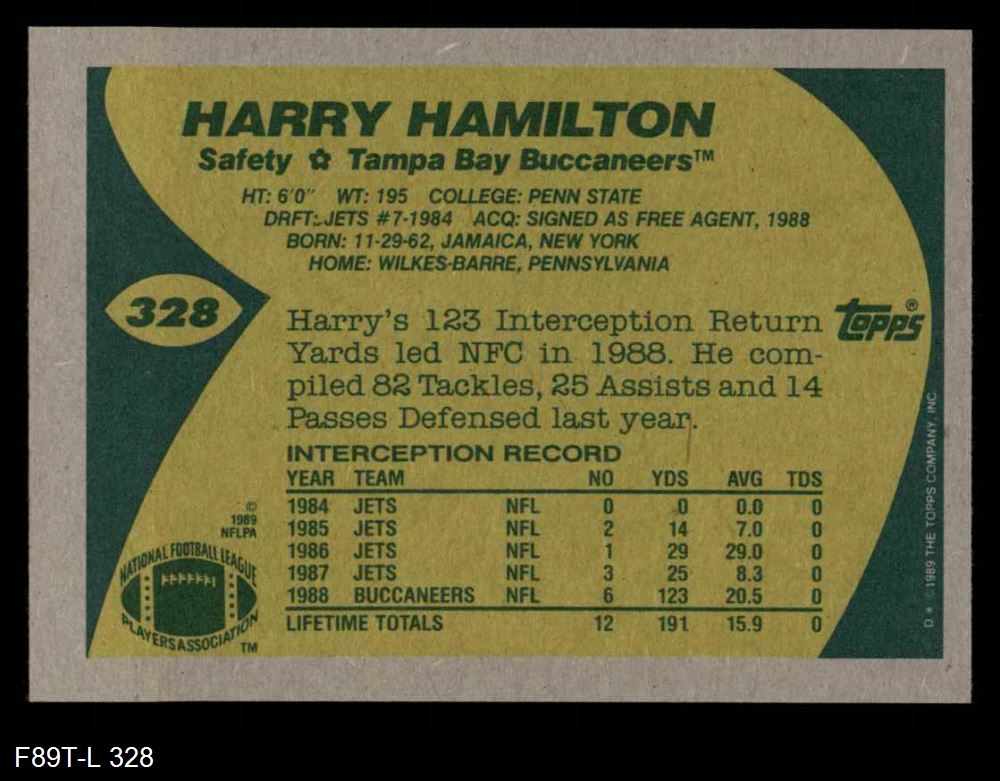 HARRY HAMILTON
Safety ✿ Tampa Bay Buccaneers™
HT: 6'0" WT: 195 COLLEGE: PENN STATE
DRFT: JETS #7-1984 ACQ: SIGNED AS FREE AGENT, 1988
BORN: 11-29-62, JAMAICA, NEW YORK
HOME: WILKES-BARRE, PENNSYLVANIA
328
topps®
Harry's 123 Interception Return
Yards led NFC in 1988. He com-
piled 82 Tackles, 25 Assists and 14
Passes Defensed last year.
INTERCEPTION RECORD
YEAR TEAM NO YDS AVG TDS
1984 JETS NFL 0 0 0.0 0
1985 JETS NFL 2 14 7.0 0
1986 JETS NFL 1 29 29.0 0
1987 JETS NFL 3 25 8.3 0
1988 BUCCANEERS NFL 6 123 20.5 0
LIFETIME TOTALS 12 191 15.9 0
©
1989
NFLPA
NATIONAL FOOTBALL LEAGUE
PLAYERS ASSOCIATION
TM
D * ©1989 THE TOPPS COMPANY, INC.
F89T-L 328